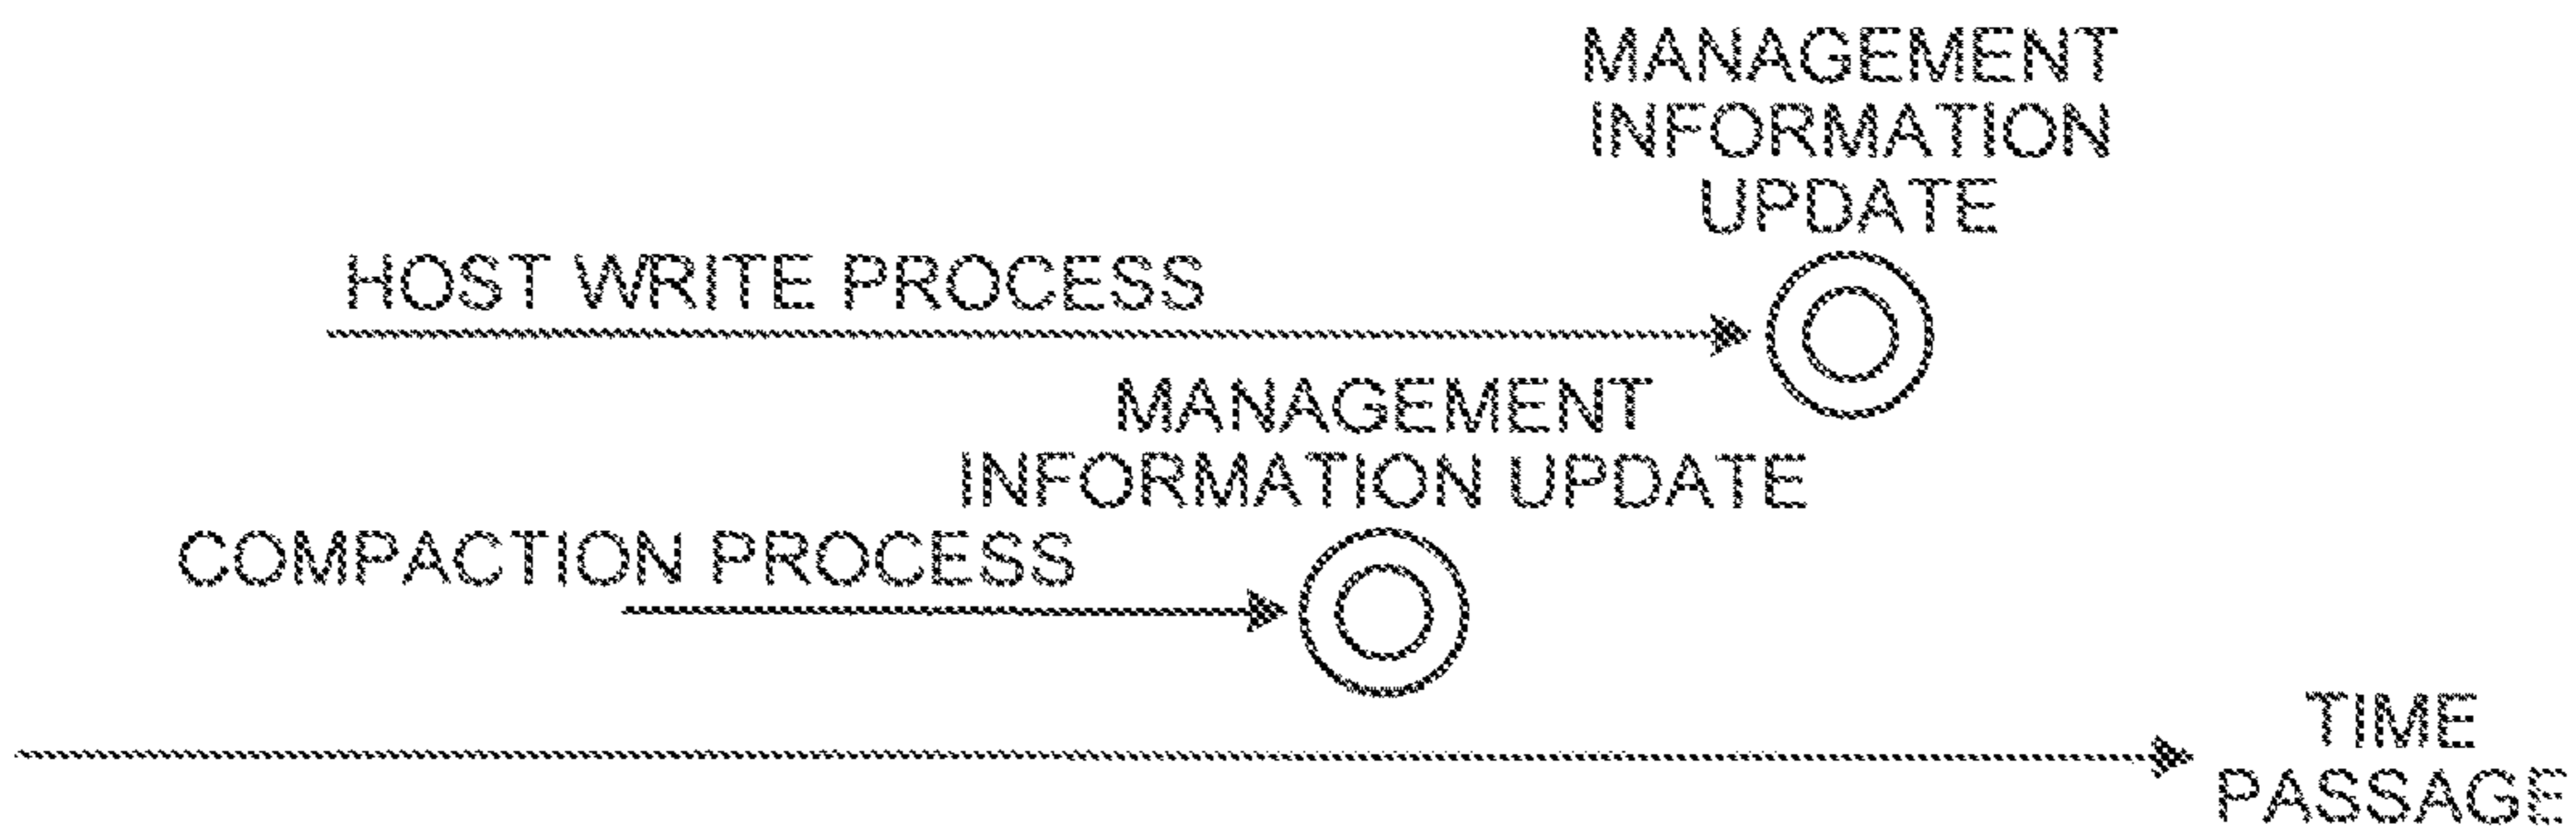 MANAGEMENT
INFORMATION
UPDATE
HOST WRITE PROCESS
MANAGEMENT
INFORMATION UPDATE
COMPACTION PROCESS
TIME
PASSAGE